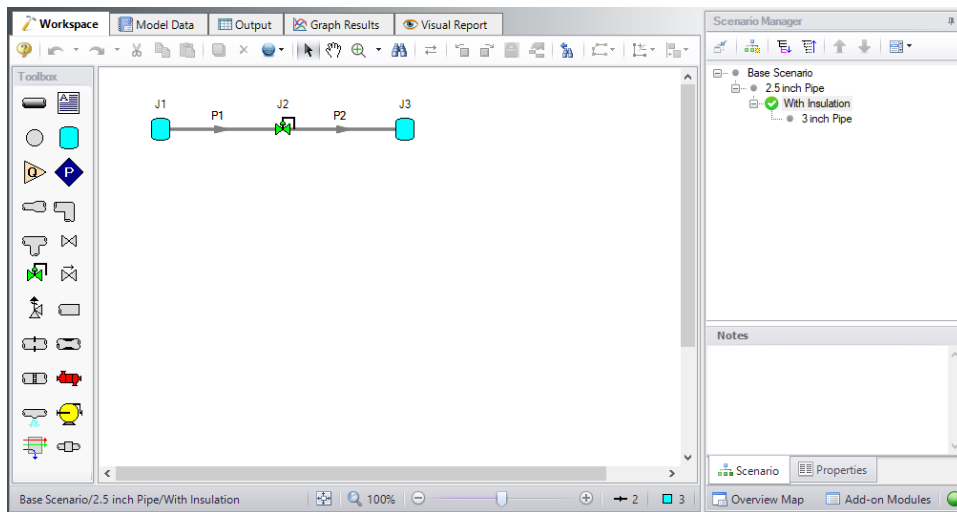 Workspace
Model Data
Output
Graph Results
Visual Report
Toolbox
A
Q
P
J1
P1
J2
P2
J3
Base Scenario/2.5 inch Pipe/With Insulation
100%
2
3
Scenario Manager
Base Scenario
2.5 inch Pipe
With Insulation
3 inch Pipe
Notes
Scenario
Properties
Overview Map
Add-on Modules